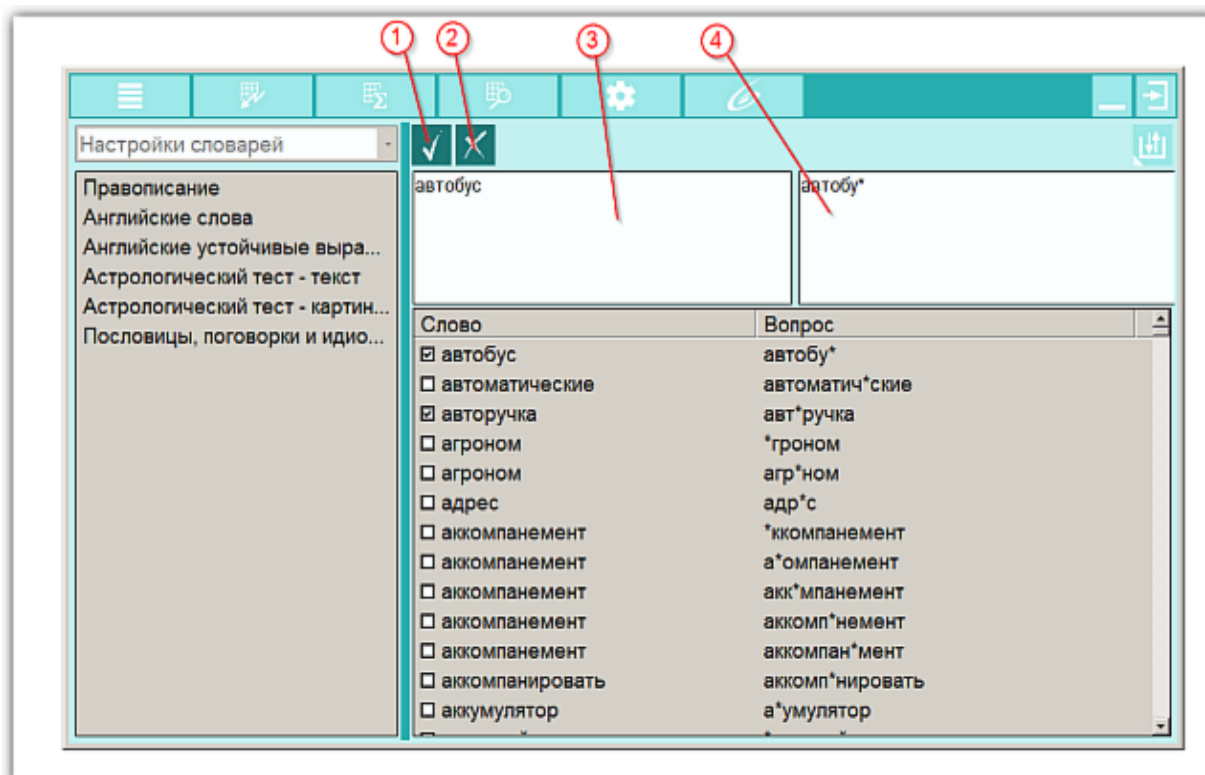 1 2 3 4
Настройки словарей
Правописание
Английские слова
Английские устойчивые выра...
Астрологический тест - текст
Астрологический тест - картин...
Пословицы, поговорки и идио...
автобус автобу*
Слово Вопрос
автобус автобу*
автоматические автоматич*ские
авторучка авт*ручка
агроном *гроном
агроном агр*ном
адрес адр*с
аккомпанемент *ккомпанемент
аккомпанемент а*омпанемент
аккомпанемент акк*мпанемент
аккомпанемент аккомп*немент
аккомпанемент аккомпан*мент
аккомпанировать аккомп*нировать
аккумулятор а*умулятор